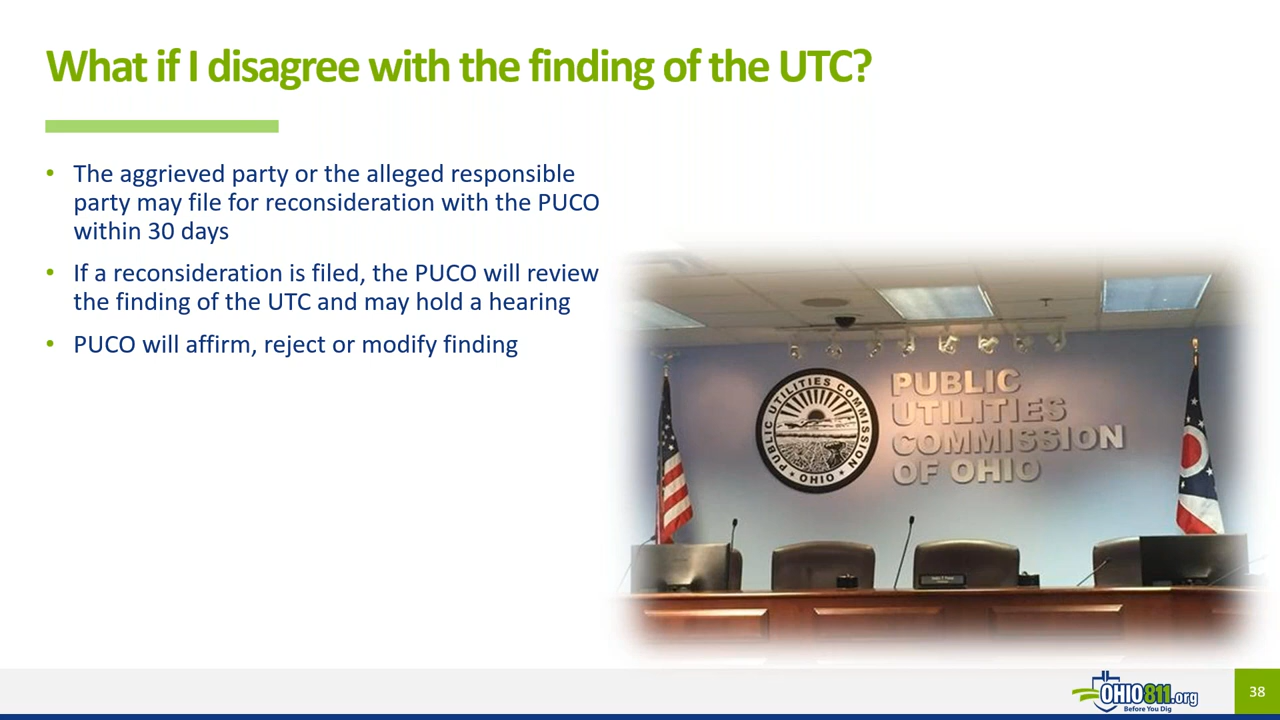 What if I disagree with the finding of the UTC?
• The aggrieved party or the alleged responsible
party may file for reconsideration with the PUCO
within 30 days
• If a reconsideration is filed, the PUCO will review
the finding of the UTC and may hold a hearing
• PUCO will affirm, reject or modify finding
PUBLIC UTILITIES COMMISSION
• OHIO •
PUBLIC
UTILITIES
COMMISSION
OF OHIO
OHIO811.org
Before You Dig
38